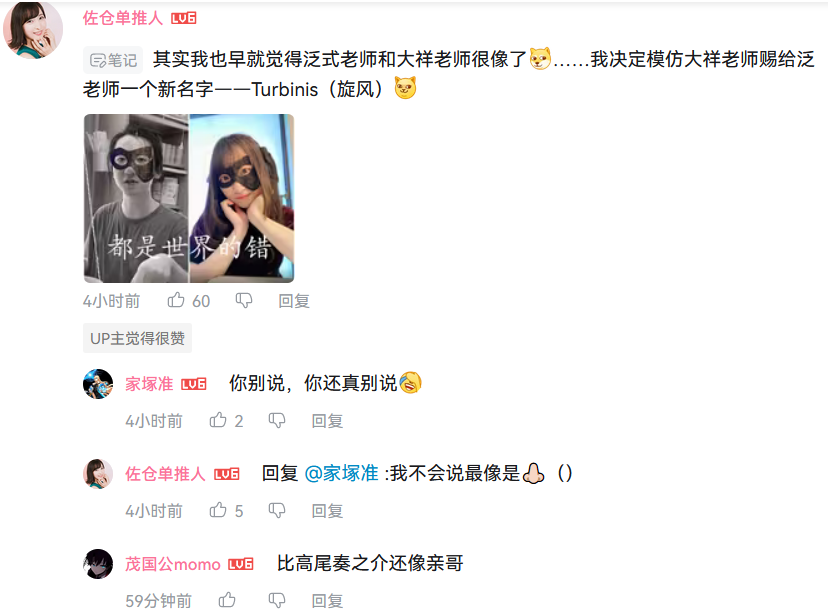 佐仓单推人 LV6
笔记 其实我也早就觉得泛式老师和大祥老师很像了……我决定模仿大祥老师赐给泛
老师一个新名字——Turbinis（旋风）
都是世界的错
4小时前 60 回复
UP主觉得很赞
家塚准 LV6 你别说，你还真别说
4小时前 2 回复
佐仓单推人 LV6 回复 @家塚准 :我不会说最像是👃（）
4小时前 5 回复
茂国公momo LV6 比高尾奏之介还像亲哥
59分钟前 回复